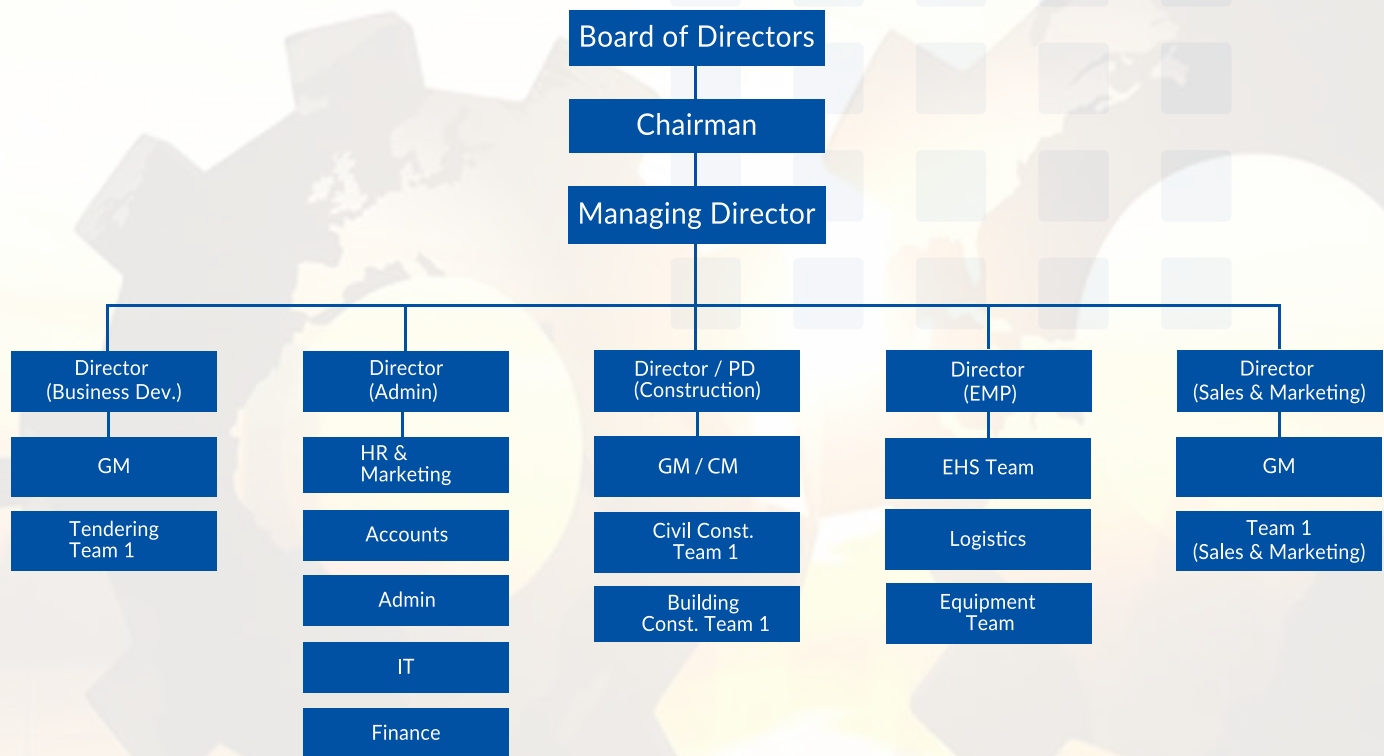 Board of Directors
Chairman
Managing Director
Director
(Business Dev.)
GM
Tendering
Team 1
Director
(Admin)
HR &
Marketing
Accounts
Admin
IT
Finance
Director / PD
(Construction)
GM / CM
Civil Const.
Team 1
Building
Const. Team 1
Director
(EMP)
EHS Team
Logistics
Equipment
Team
Director
(Sales & Marketing)
GM
Team 1
(Sales & Marketing)